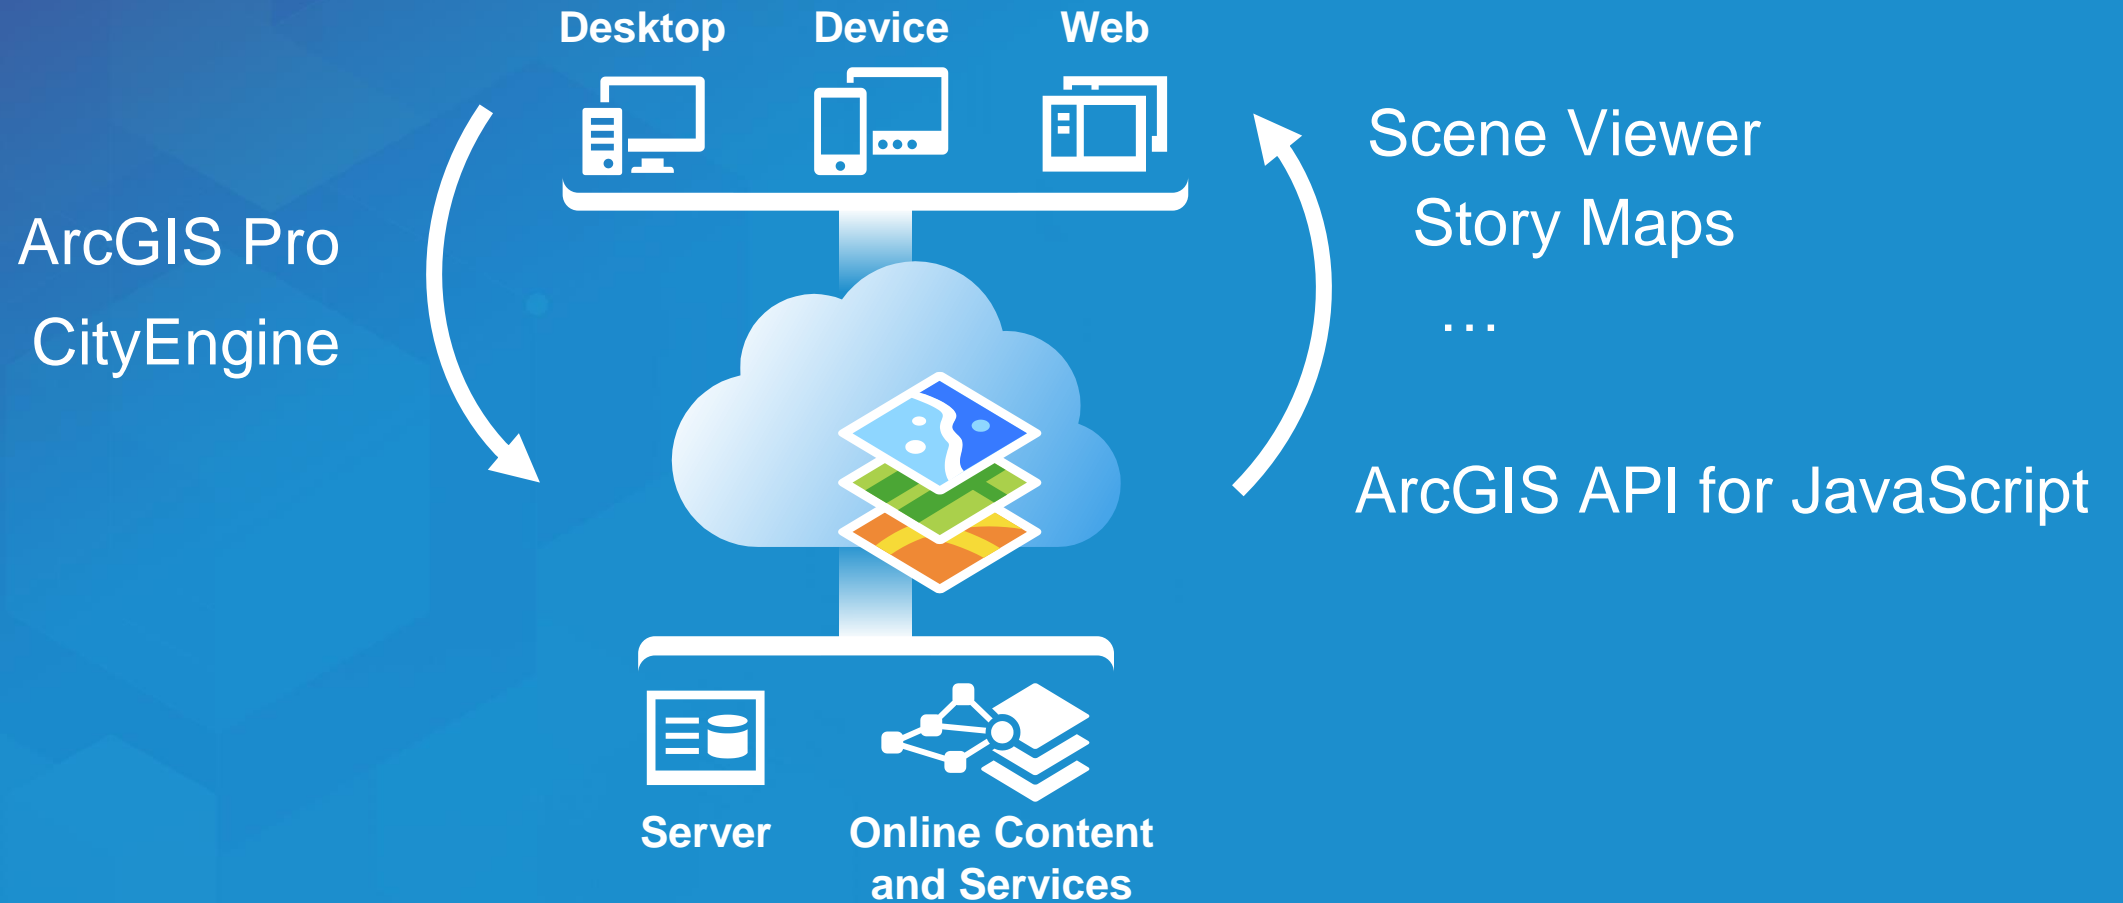 Desktop
Device
Web
ArcGIS Pro
CityEngine
Scene Viewer
Story Maps
…
ArcGIS API for JavaScript
Server
Online Content
and Services